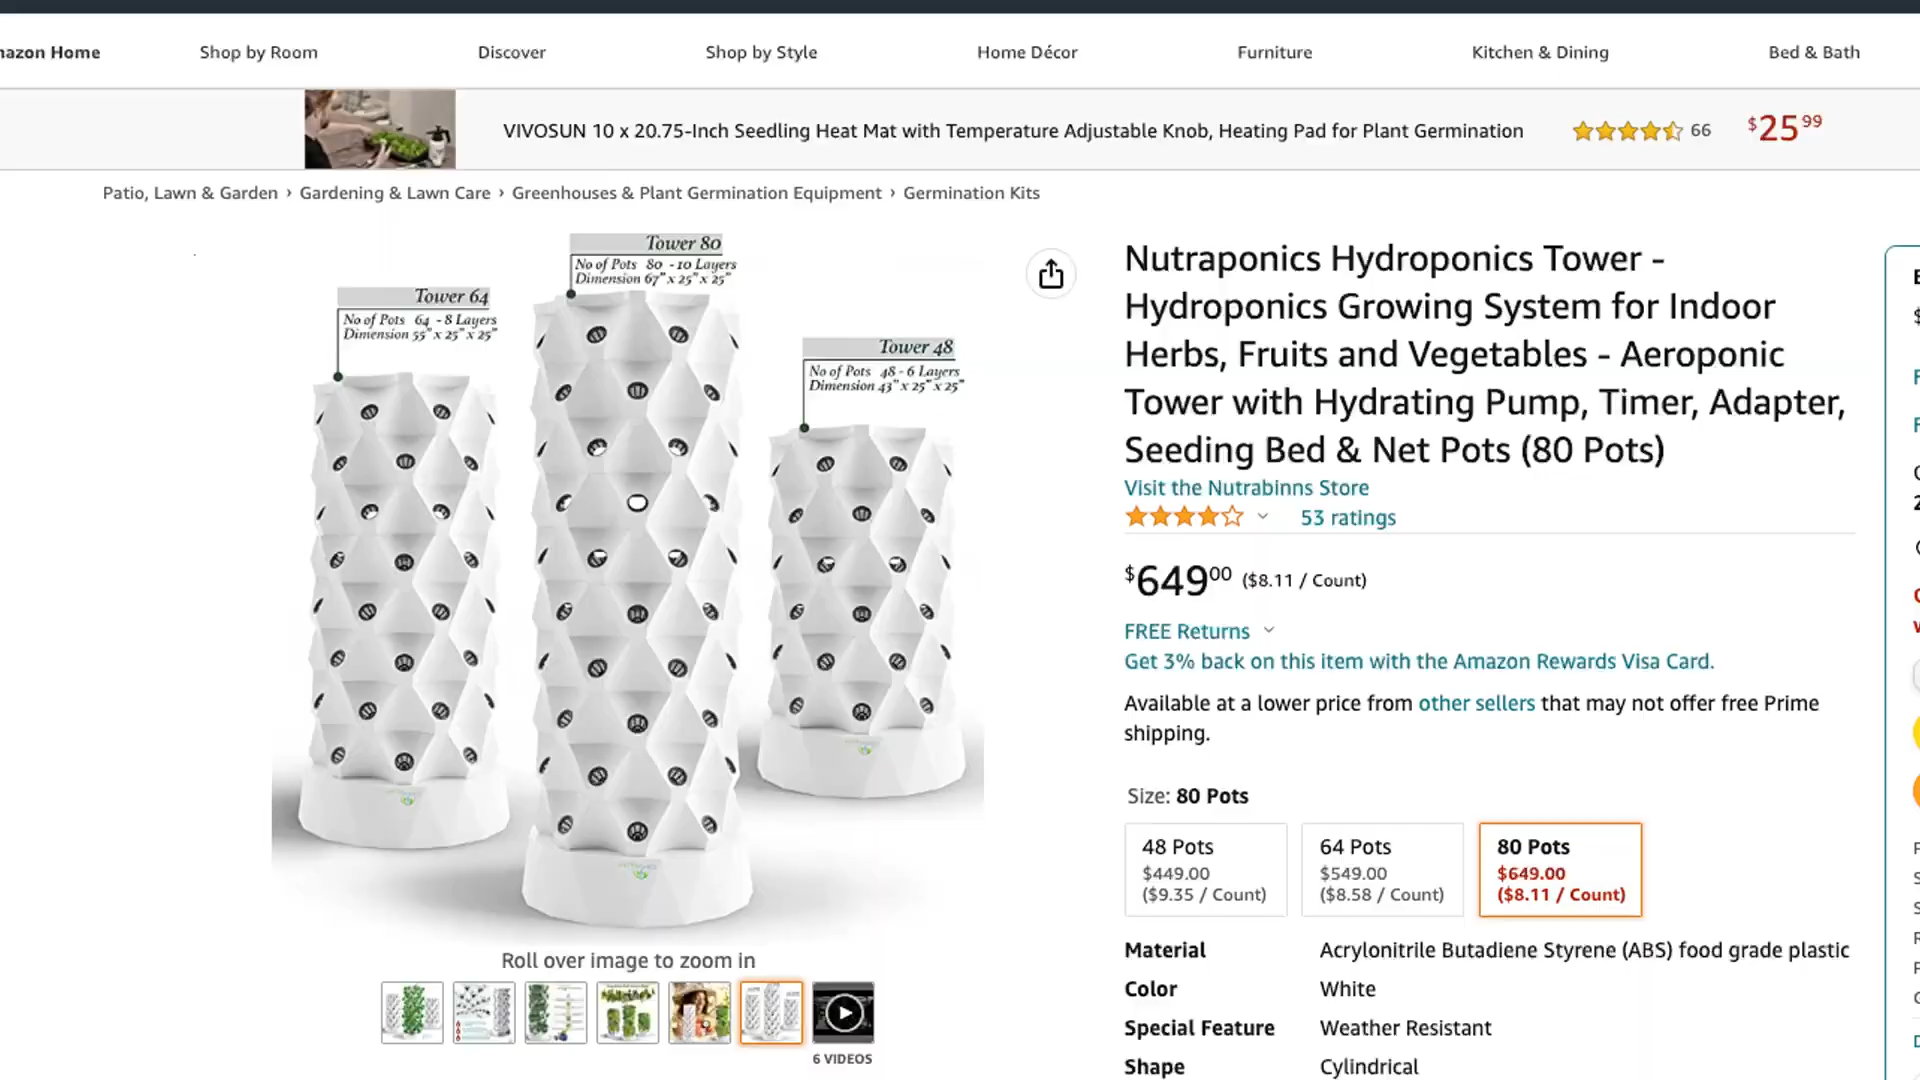 mazon Home
Shop by Room
Discover
Shop by Style
Home Décor
Furniture
Kitchen & Dining
Bed & Bath
VIVOSUN 10 x 20.75-Inch Seedling Heat Mat with Temperature Adjustable Knob, Heating Pad for Plant Germination
66
$25 99
Patio, Lawn & Garden › Gardening & Lawn Care › Greenhouses & Plant Germination Equipment › Germination Kits
Tower 80
No of Pots 80 - 10 Layers
Dimension 67" x 25" x 25"
Tower 64
No of Pots 64 - 8 Layers
Dimension 55" x 25" x 25"
Tower 48
No of Pots 48 - 6 Layers
Dimension 43" x 25" x 25"
Roll over image to zoom in
6 VIDEOS
Nutraponics Hydroponics Tower -
Hydroponics Growing System for Indoor
Herbs, Fruits and Vegetables - Aeroponic
Tower with Hydrating Pump, Timer, Adapter,
Seeding Bed & Net Pots (80 Pots)
Visit the Nutrabinns Store
53 ratings
$649 00 ($8.11 / Count)
FREE Returns
Get 3% back on this item with the Amazon Rewards Visa Card.
Available at a lower price from other sellers that may not offer free Prime
shipping.
Size: 80 Pots
48 Pots
$449.00
($9.35 / Count)
64 Pots
$549.00
($8.58 / Count)
80 Pots
$649.00
($8.11 / Count)
Material Acrylonitrile Butadiene Styrene (ABS) food grade plastic
Color White
Special Feature Weather Resistant
Shape Cylindrical